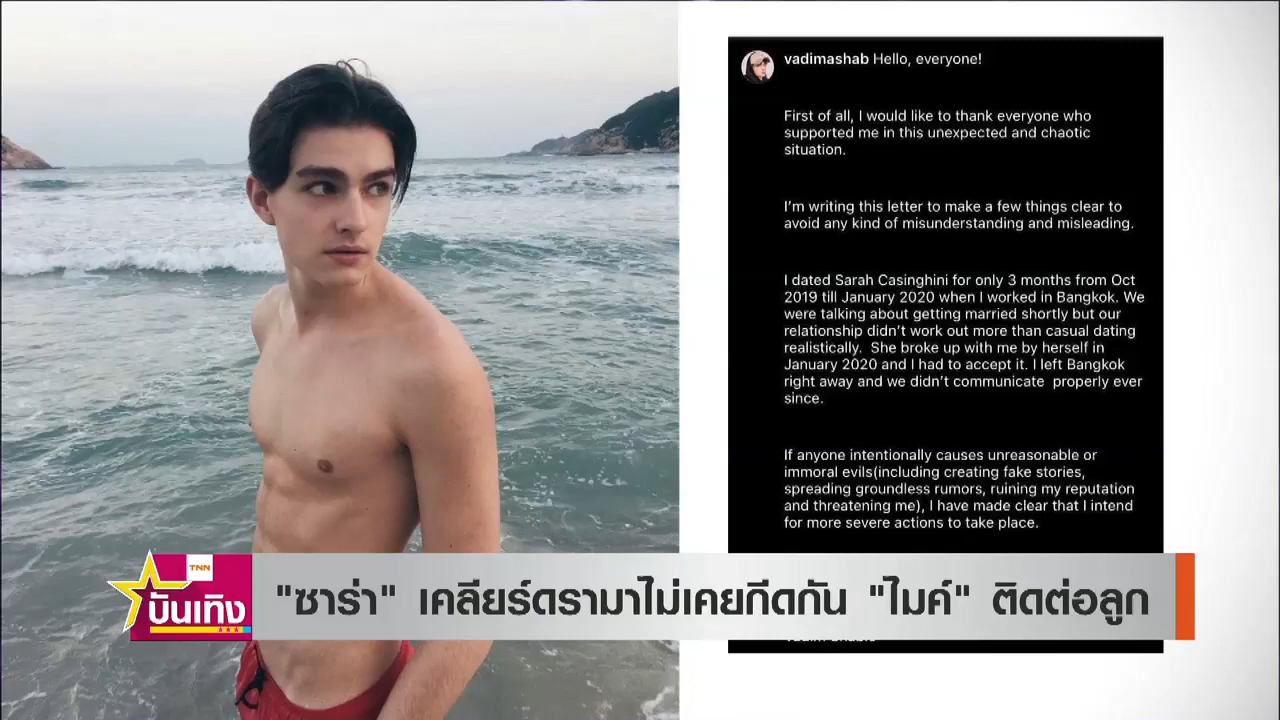 vadimashab Hello, everyone!
First of all, I would like to thank everyone who
supported me in this unexpected and chaotic
situation.
I'm writing this letter to make a few things clear to
avoid any kind of misunderstanding and misleading.
I dated Sarah Casinghini for only 3 months from Oct
2019 till January 2020 when I worked in Bangkok. We
were talking about getting married shortly but our
relationship didn't work out more than casual dating
realistically. She broke up with me by herself in
January 2020 and I had to accept it. I left Bangkok
right away and we didn't communicate properly ever
since.
If anyone intentionally causes unreasonable or
immoral evils(including creating fake stories,
spreading groundless rumors, ruining my reputation
and threatening me), I have made clear that I intend
for more severe actions to take place.
TNN
บันเทิง
"ซาร่า" เคลียร์ดรามาไม่เคยกีดกัน "ไมค์" ติดต่อลูก